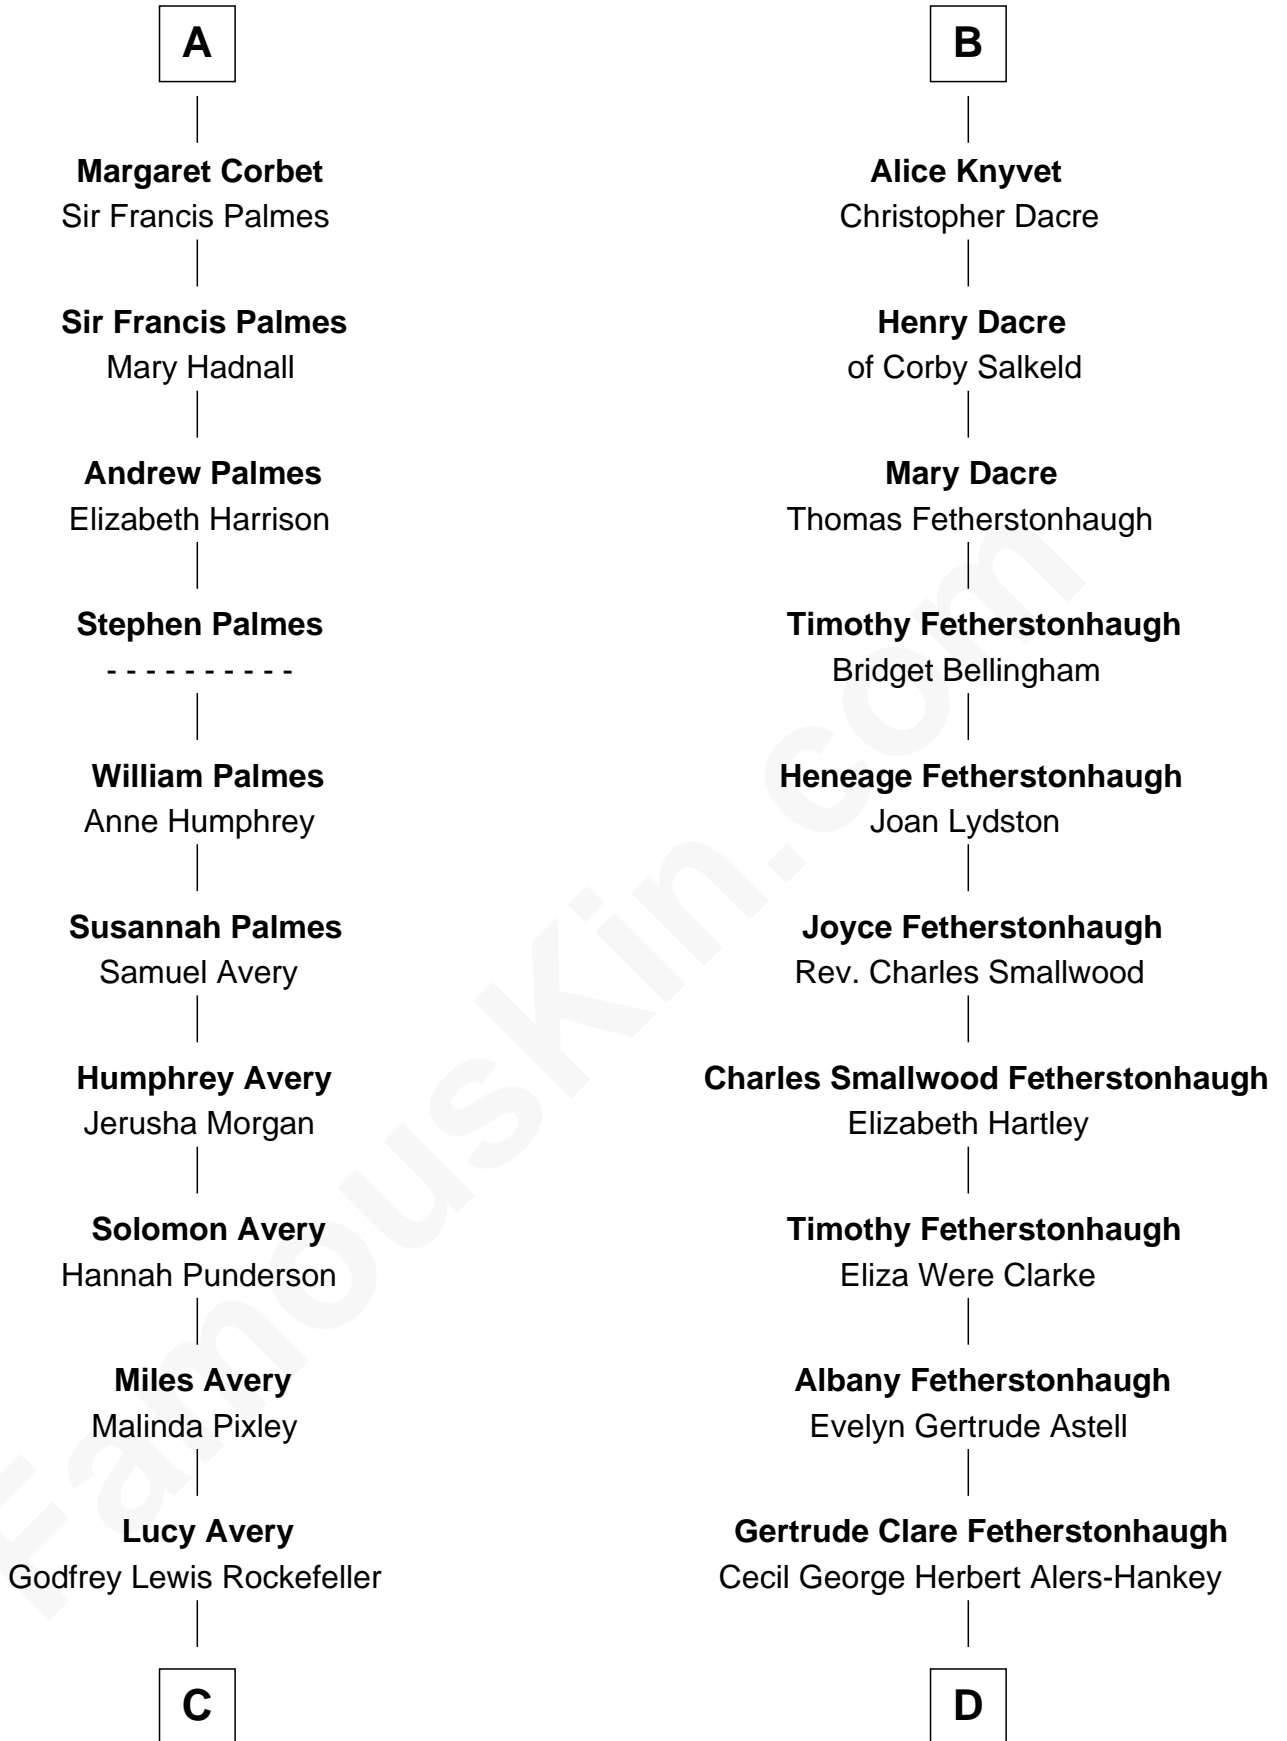 A
Margaret Corbet
Sir Francis Palmes
Sir Francis Palmes
Mary Hadnall
Andrew Palmes
Elizabeth Harrison
Stephen Palmes
- - - - - - - - - -
William Palmes
Anne Humphrey
Susannah Palmes
Samuel Avery
Humphrey Avery
Jerusha Morgan
Solomon Avery
Hannah Punderson
Miles Avery
Malinda Pixley
Lucy Avery
Godfrey Lewis Rockefeller
C
B
Alice Knyvet
Christopher Dacre
Henry Dacre
of Corby Salkeld
Mary Dacre
Thomas Fetherstonhaugh
Timothy Fetherstonhaugh
Bridget Bellingham
Heneage Fetherstonhaugh
Joan Lydston
Joyce Fetherstonhaugh
Rev. Charles Smallwood
Charles Smallwood Fetherstonhaugh
Elizabeth Hartley
Timothy Fetherstonhaugh
Eliza Were Clarke
Albany Fetherstonhaugh
Evelyn Gertrude Astell
Gertrude Clare Fetherstonhaugh
Cecil George Herbert Alers-Hankey
D
FamousKin.com